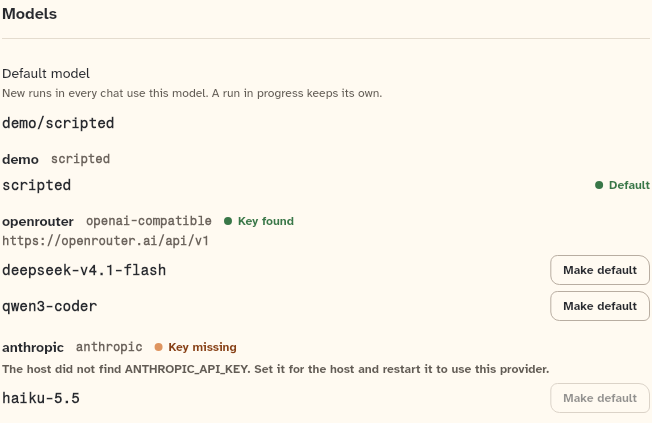 Models
Default model
New runs in every chat use this model. A run in progress keeps its own.
demo/scripted
demo scripted
scripted Default
openrouter openai-compatible Key found
https://openrouter.ai/api/v1
deepseek-v4.1-flash Make default
qwen3-coder Make default
anthropic anthropic Key missing
The host did not find ANTHROPIC_API_KEY. Set it for the host and restart it to use this provider.
haiku-5.5 Make default